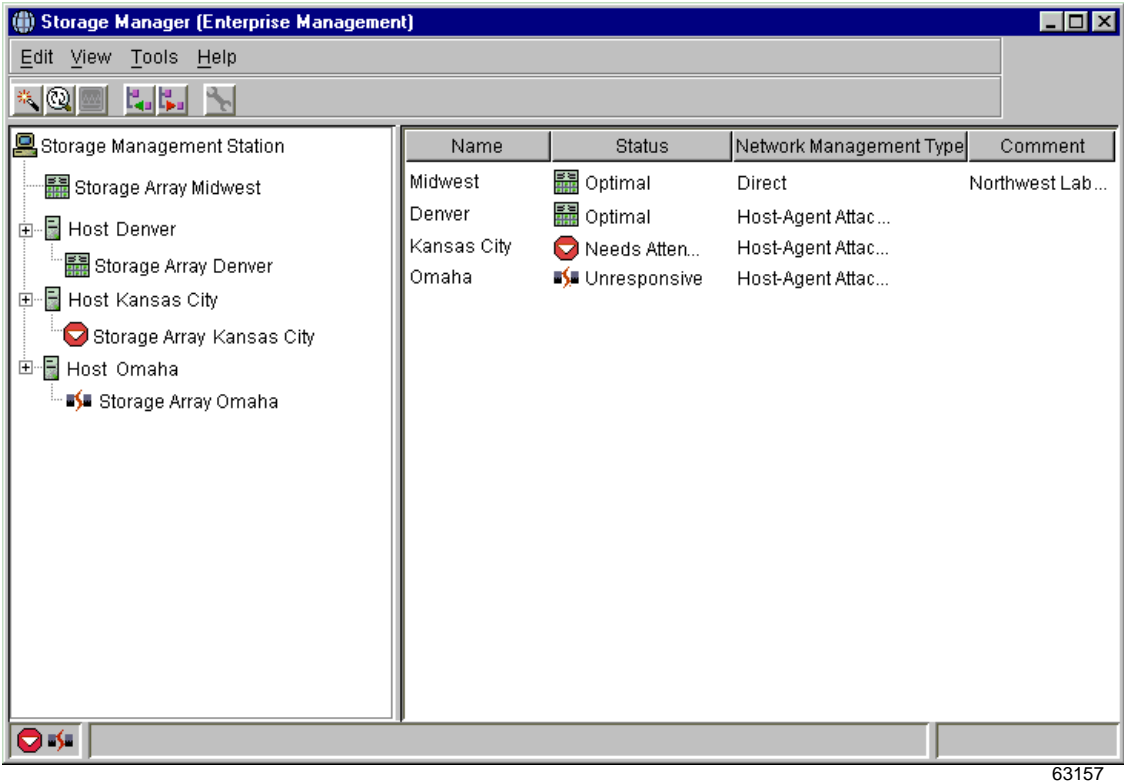 Storage Manager (Enterprise Management)
Edit View Tools Help
Storage Management Station
Storage Array Midwest
Host Denver
Storage Array Denver
Host Kansas City
Storage Array Kansas City
Host Omaha
Storage Array Omaha
Name Status Network Management Type Comment
Midwest Optimal Direct Northwest Lab...
Denver Optimal Host-Agent Attac...
Kansas City Needs Atten... Host-Agent Attac...
Omaha Unresponsive Host-Agent Attac...
63157